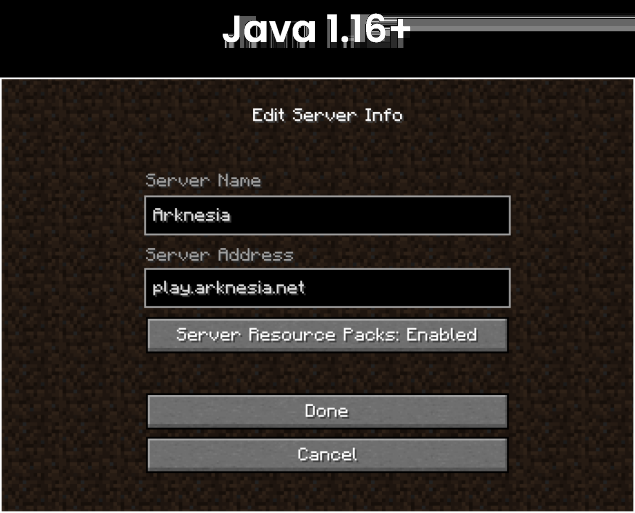 Java 1.16+
Edit Server Info
Server Name
Arknesia
Server Address
play.arknesia.net
Server Resource Packs: Enabled
Done
Cancel